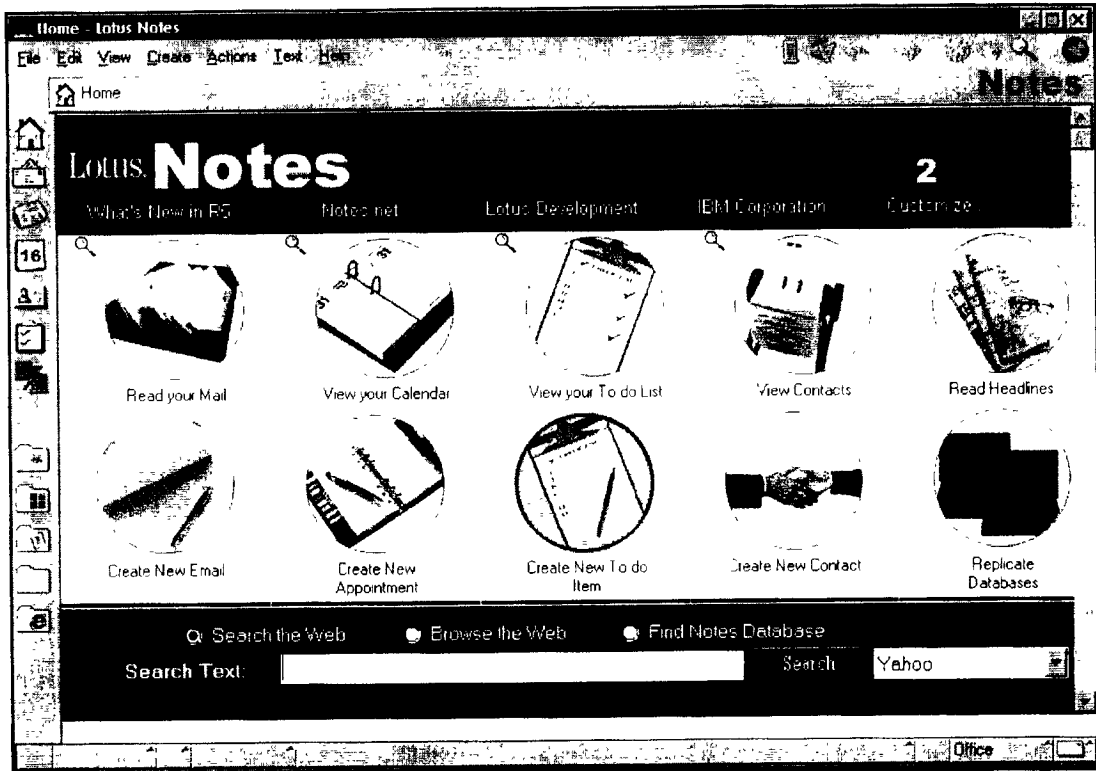 Home - Lotus Notes
File Edit View Create Actions Text Help
Home
Notes
Lotus. Notes
2
What's New in R5 Notes.net Lotus Development IBM Corporation Customize...
16
Read your Mail View your Calendar View your To do List View Contacts Read Headlines
Create New Email Create New Appointment Create New To do Item Create New Contact Replicate Databases
Search the Web Browse the Web Find Notes Database
Search Text: Search Yahoo
Office